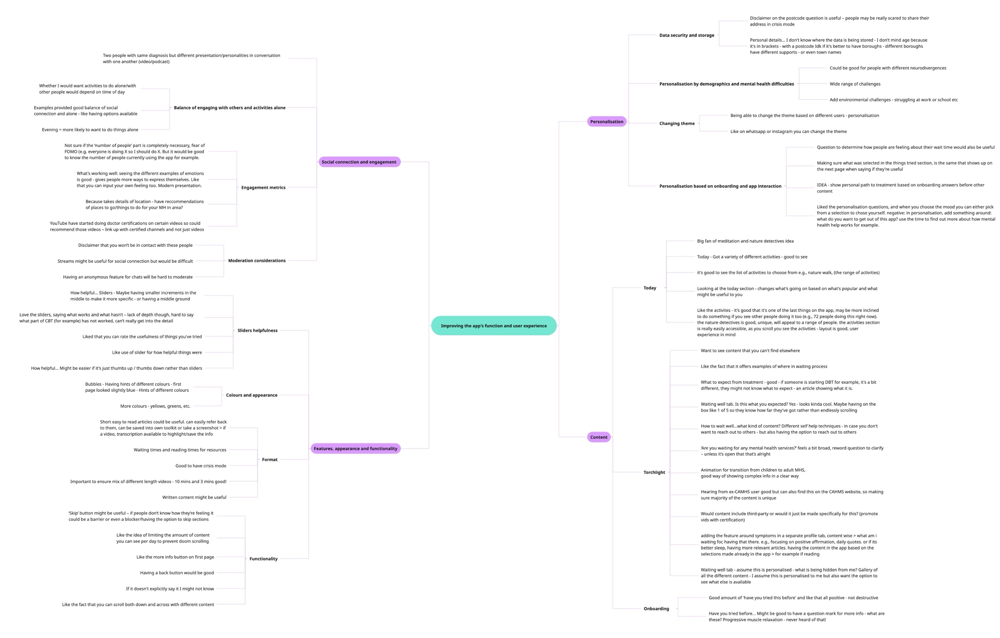 Improving the app's function and user experience
Social connection and engagement
Two people with same diagnosis but different presentation/personalities in conversation
with one another (video/podcast)
Balance of engaging with others and activities alone
Whether I would want activities to do alone/with
other people would depend on time of day
Examples provided good balance of social
connection and alone - like having options available
Evening = more likely to want to do things alone
Engagement metrics
Not sure if the ‘number of people’ part is completely necessary, fear of
FOMO (e.g. everyone is doing X so I should do X. But it would be good
to know the number of people currently using the app for example.
What's working well: seeing the different examples of emotions
is good - gives people more ways to express themselves. Like
that you can input your own feeling too. Modern presentation.
Because takes details of location - have reccommendations
of places to go/things to do for your MH in area?
YouTube have started doing doctor certifications on certain videos so could
recommend those videos – link up with certified channels and not just videos
Moderation considerations
Disclaimer that you won’t be in contact with these people
Streams might be useful for social connection but would be difficult
Having an anonymous feature for chats will be hard to moderate
Features, appearance and functionality
Sliders helpfulness
How helpful... Sliders - Maybe having smaller increments in the
middle to make it more specific - or having a middle ground
Love the sliders, saying what works and what hasn’t – lack of depth though, hard to say
what part of CBT (for example) has not worked, can’t really get into the detail
Liked that you can rate the usefulness of things you've tried
Like use of slider for how helpful things were
How helpful... Might be easier if it's just thumbs up / thumbs down rather than sliders
Colours and appearance
Bubbles - Having hints of different colours - first
page looked slightly blue - Hints of different colours
More colours - yellows, greens, etc.
Format
Short easy to read articles could be useful. can easily refer back
to them, can be saved into own toolkit or take a screenshot > if
a video, transcription available to highlight/save the info
Waiting times and reading times for resources
Good to have crisis mode
Important to ensure mix of different length videos - 10 mins and 3 mins good!
Written content might be useful
Functionality
‘Skip’ button might be useful – if people don’t know how they’re feeling it
could be a barrier or even a blocker/having the option to skip sections
Like the idea of limiting the amount of content
you can see per day to prevent doom scrolling
Like the more info button on first page
Having a back button would be good
If it doesn't explicitly say it I might not know
Like the fact that you can scroll both down and across with different content
Personalisation
Data security and storage
Disclaimer on the postcode question is useful – people may be really scared to share their
address in crisis mode
Personal details... I don't know where the data is being stored - I don't mind age because
it's in brackets - with a postcode Idk if it's better to have boroughs - different boroughs
have different supports - or even town names
Personalisation by demographics and mental health difficulties
Could be good for people with different neurodivergences
Wide range of challenges
Add environmental challenges - struggling at work or school etc
Changing theme
Being able to change the theme based on different users - personalisation
Like on whatsapp or instagram you can change the theme
Personalisation based on onboarding and app interaction
Question to determine how people are feeling about their wait time would also be useful
Making sure what was selected in the things tried section, is the same that shows up on
the next page when saying if they're useful
IDEA - show personal path to treatment based on onboarding answers before other
content
Liked the personalisation questions, and when you choose the mood you can either pick
from a selection to chose yourself. negative: in personalisation, add something around:
what do you want to get out of this app? use the time to find out more about how mental
health help works for example.
Content
Today
Big fan of meditation and nature detectives idea
Today - Got a variety of different activities - good to see
it's good to see the list of activities to choose from e.g., nature walk, (the range of activities)
Looking at the today section - changes what's going on based on what's popular and what
might be useful to you
Like the activites - it's good that it's one of the last things on the app, may be more inclined
to do something if you see other people doing it too (e.g., 72 people doing this right now).
the nature detectives is good, unique, will appeal to a range of people. the activities section
is really easily accessible, as you scroll you see the activities - layout is good, user
experience in mind
Torchlight
Want to see content that you can't find elsewhere
Like the fact that it offers examples of where in waiting process
What to expect from treatment - good - if someone is starting DBT for example, it's a bit
different, they might not know what to expect - an article showing what it is.
Waiting well tab. Is this what you expected? Yes - looks kinda cool. Maybe having on the
box like 1 of 5 so they know how far they've got rather than endlessly scrolling
How to wait well...what kind of content? Different self help techniques - in case you don't
want to reach out to others - but also having the option to reach out to others
‘Are you waiting for any mental health services?’ feels a bit broad, reword question to clarify
– unless it’s open that that’s alright
Animation for transition from children to adult MHS,
good way of showing complex info in a clear way
Hearing from ex-CAMHS user good but can also find this on the CAHMS website, so making
sure majority of the content is unique
Would content include third-party or would it just be made specifically for this? (promote
vids with certification)
adding the feature around symptoms in a separate profile tab, content wise > what am i
waiting for, having that there. e.g., focusing on positive affirmation, daily quotes. or if its
better sleep, having more relevant articles. having the content in the app based on the
selections made already in the app > for example if reading
Waiting well tab - assume this is personalised - what is being hidden from me? Gallery of
all the different content - I assume this is personalised to me but also want the option to
see what else is available
Onboarding
Good amount of 'have you tried this before' and like that all positive - not destructive
Have you tried before... Might be good to have a question mark for more info - what are
these? Progressive muscle relaxation - never heard of that!